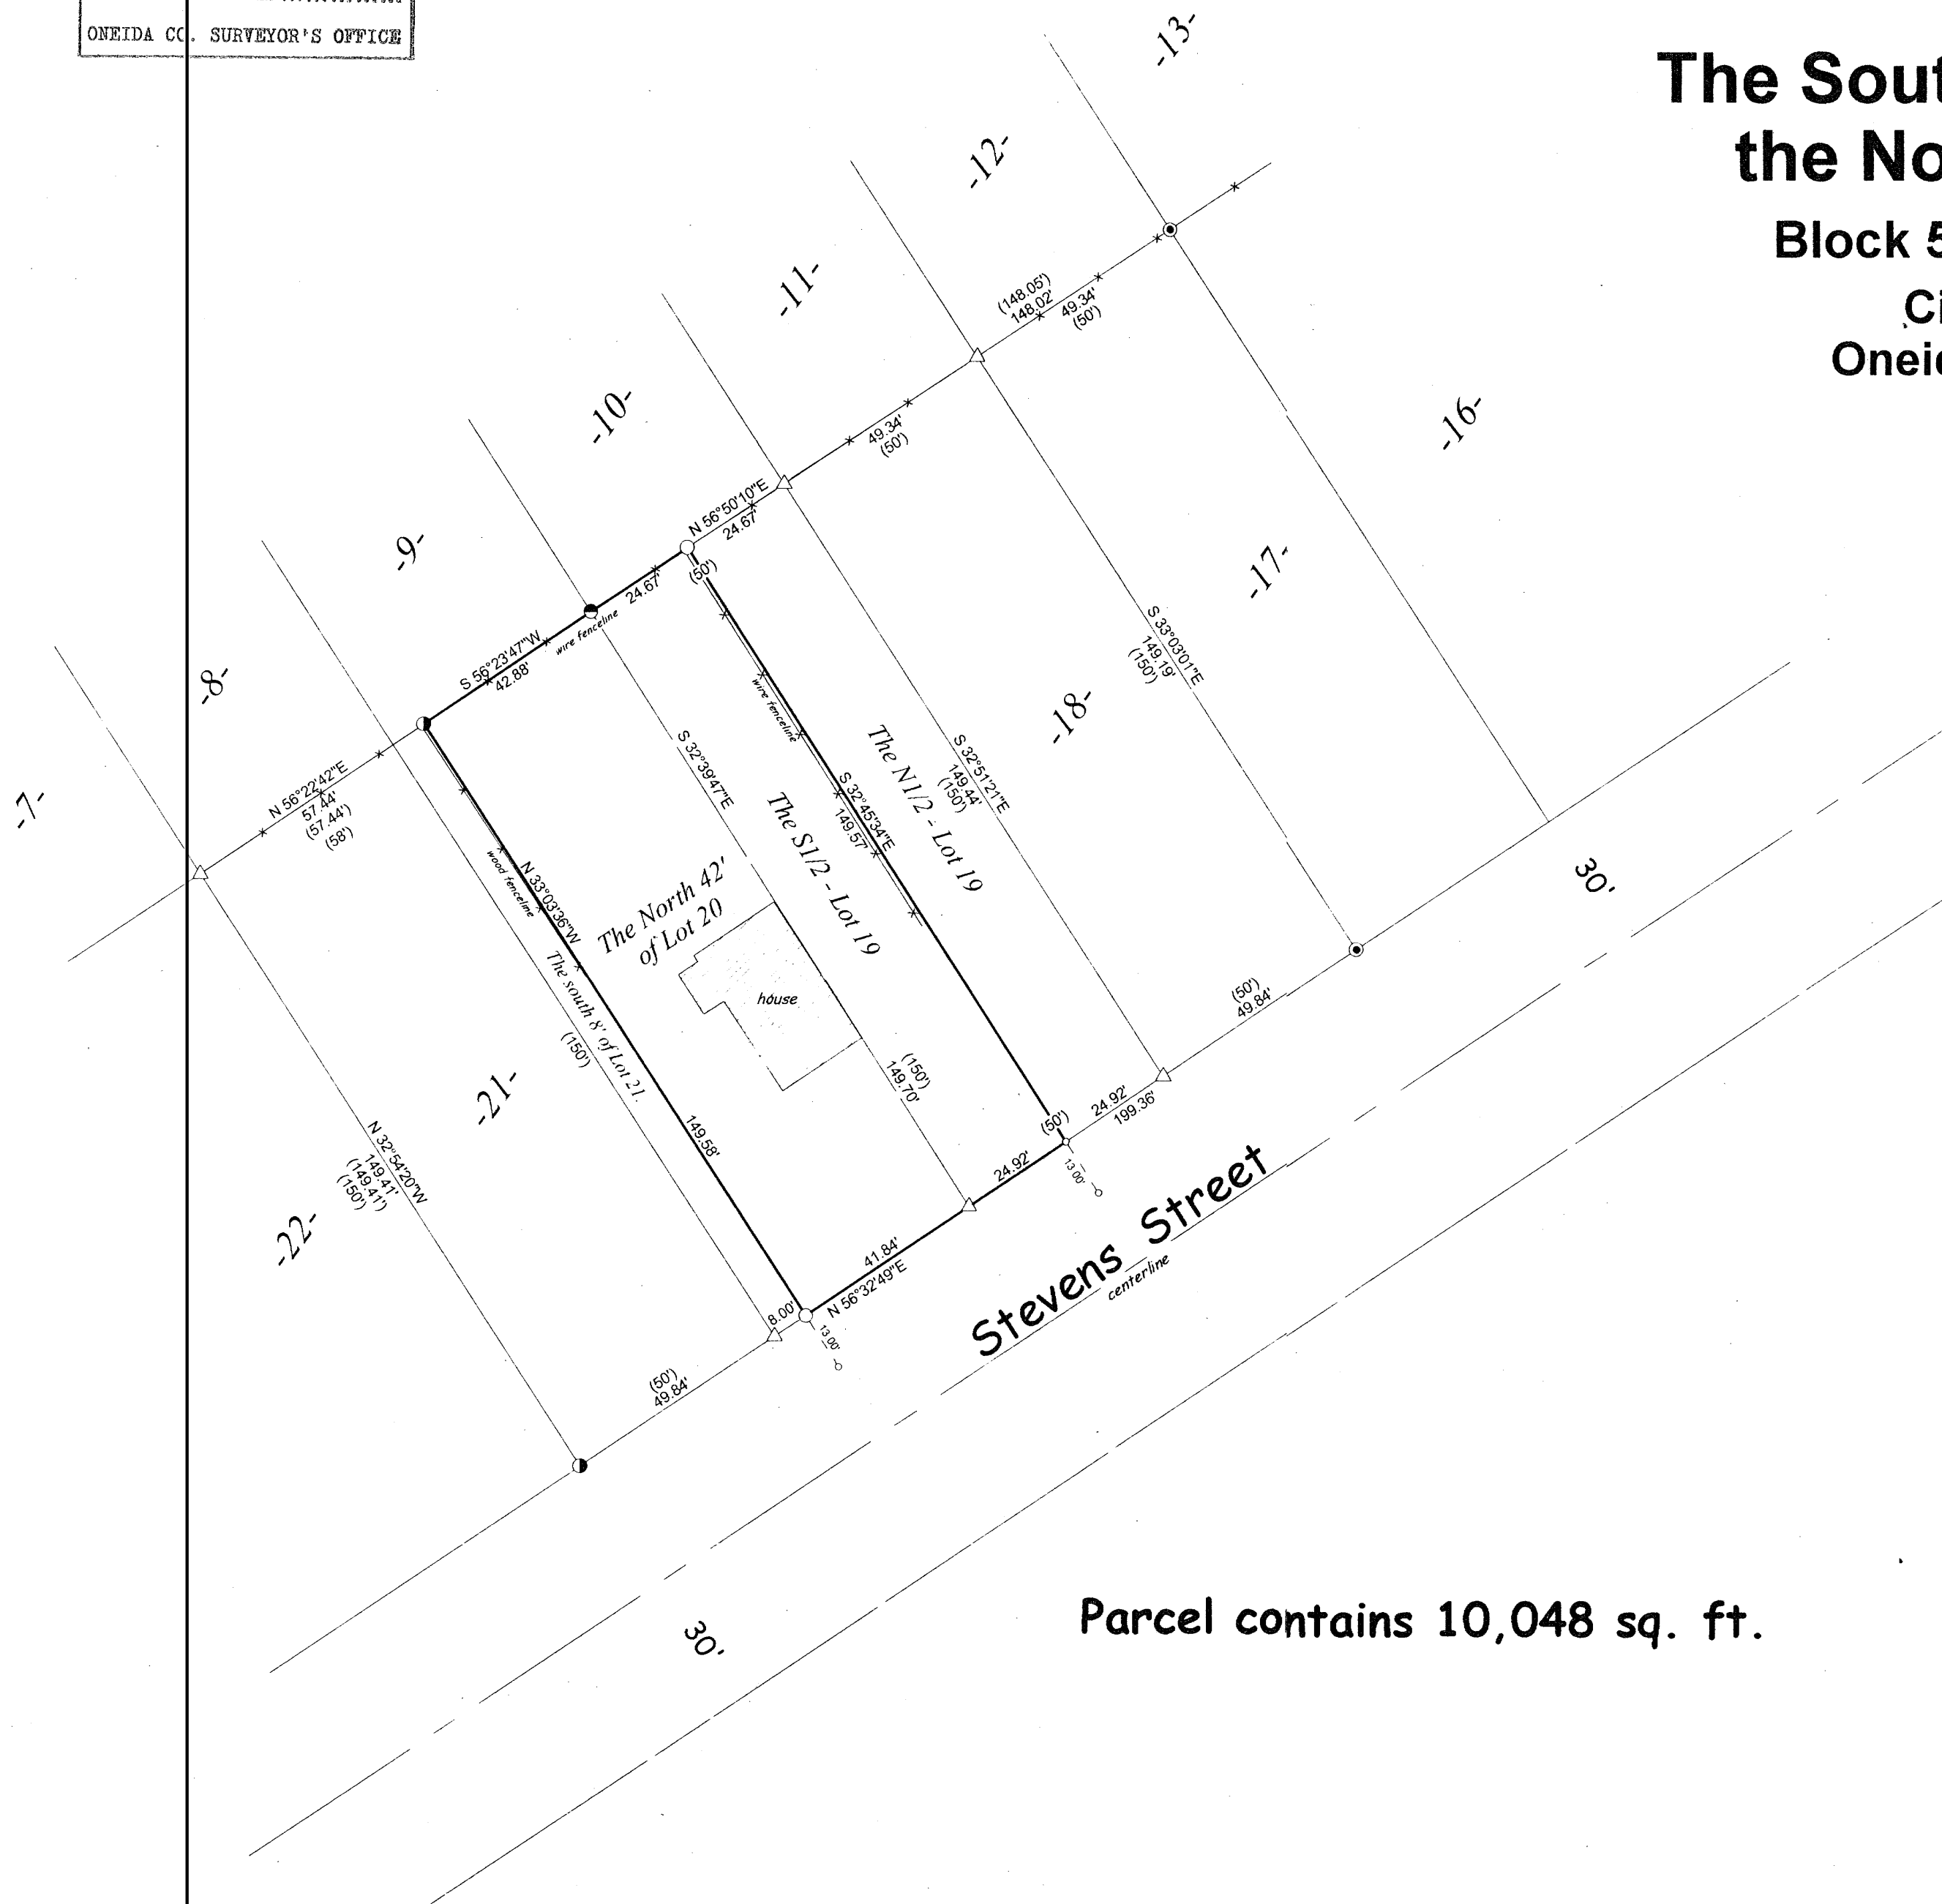 ONEIDA CO. SURVEYOR'S OFFICE
The Sout
the No
Block 5
Ci
Oneid
-13-
-12-
-11-
-10-
-9-
-8-
-7-
-16-
-17-
-18-
-21-
-22-
(148.05')
148.02'
49.34'
(50')
49.34'
(50')
N 56°50'10"E
24.67'
(50')
24.67'
wire fenceline
S 56°23'47"W
42.88'
N 56°22'42"E
57.44'
(57.44')
(58')
S 33°03'01"E
149.19'
(150')
S 32°51'21"E
149.44'
(150')
The N1/2 - Lot 19
wire fenceline
S 32°45'34"E
149.57'
S 32°39'47"E
The S1/2 - Lot 19
(150')
149.70'
The North 42'
of Lot 20
house
wood fenceline
N 33°03'36"W
149.58'
The south 8' of Lot 21
(150')
N 32°54'20"W
149.41'
(149.41')
(150')
30'
(50')
49.84'
24.92'
199.36'
(50')
13.00'
24.92'
41.84'
N 56°32'49"E
8.00'
13.00'
(50')
49.84'
Stevens Street
centerline
30'
Parcel contains 10,048 sq. ft.